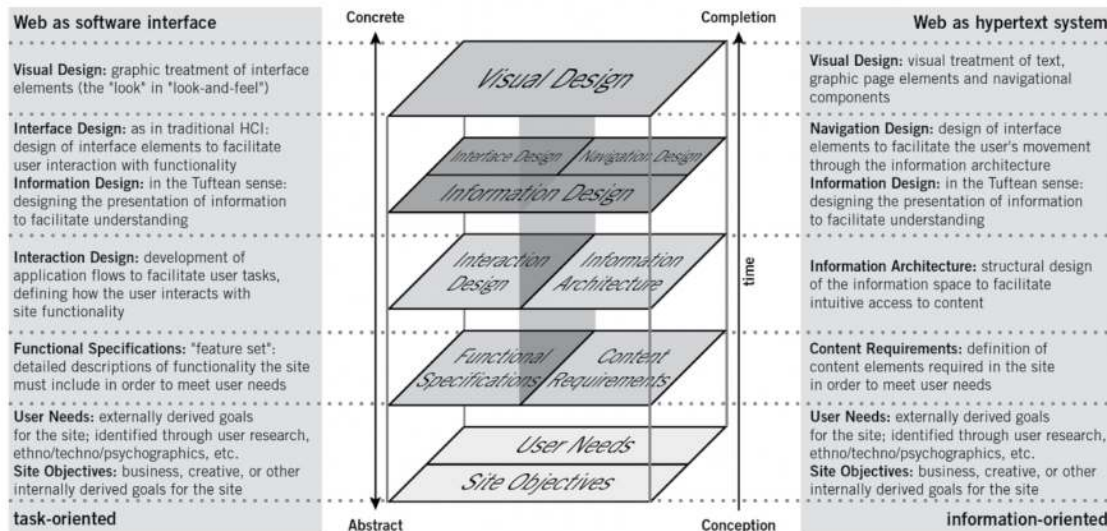 Web as software interface
Visual Design: graphic treatment of interface
elements (the "look" in "look-and-feel")
Interface Design: as in traditional HCI:
design of interface elements to facilitate
user interaction with functionality
Information Design: in the Tuftean sense:
designing the presentation of information
to facilitate understanding
Interaction Design: development of
application flows to facilitate user tasks,
defining how the user interacts with
site functionality
Functional Specifications: "feature set":
detailed descriptions of functionality the site
must include in order to meet user needs
User Needs: externally derived goals
for the site; identified through user research,
ethno/techno/psychographics, etc.
Site Objectives: business, creative, or other
internally derived goals for the site
task-oriented
Concrete
Completion
Visual Design
Interface Design
Navigation Design
Information Design
Interaction
Design
Information
Architecture
time
Functional
Specifications
Content
Requirements
User Needs
Site Objectives
Abstract
Conception
Web as hypertext system
Visual Design: visual treatment of text,
graphic page elements and navigational
components
Navigation Design: design of interface
elements to facilitate the user's movement
through the information architecture
Information Design: in the Tuftean sense:
designing the presentation of information
to facilitate understanding
Information Architecture: structural design
of the information space to facilitate
intuitive access to content
Content Requirements: definition of
content elements required in the site
in order to meet user needs
User Needs: externally derived goals
for the site; identified through user research,
ethno/techno/psychographics, etc.
Site Objectives: business, creative, or other
internally derived goals for the site
information-oriented